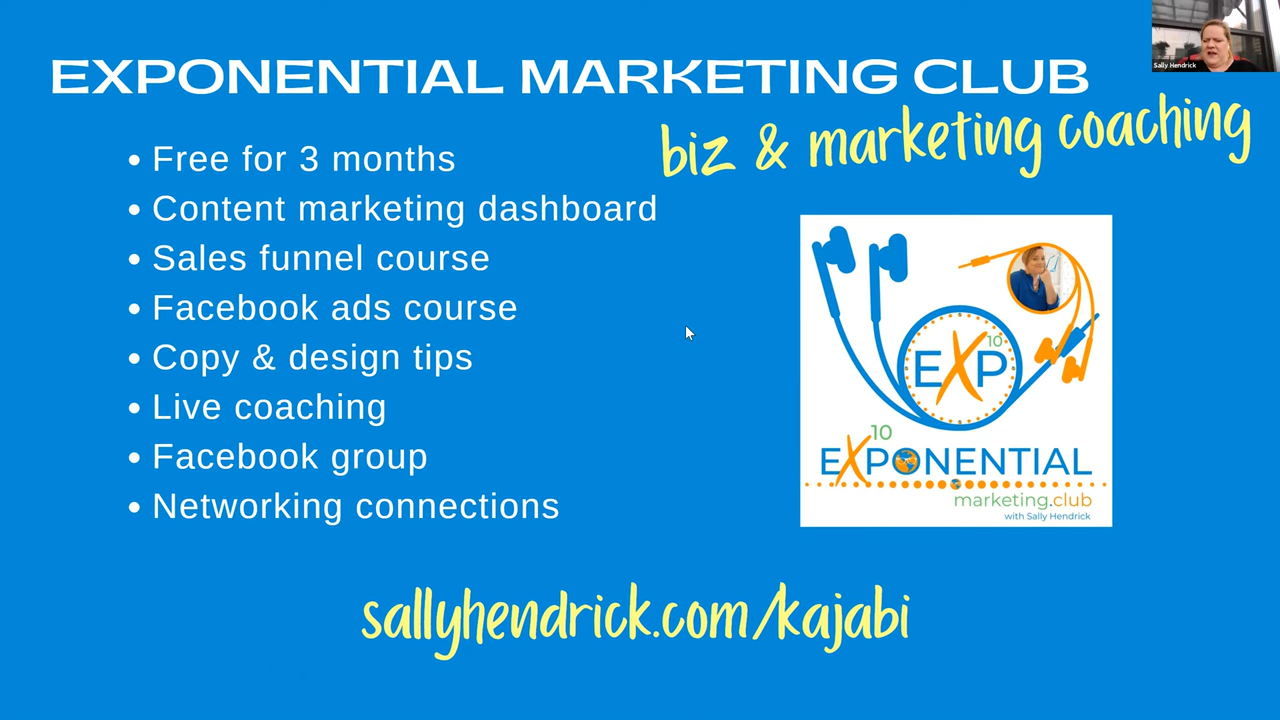 Sally Hendrick
EXPONENTIAL MARKETING CLUB
biz & marketing coaching
• Free for 3 months
• Content marketing dashboard
• Sales funnel course
• Facebook ads course
• Copy & design tips
• Live coaching
• Facebook group
• Networking connections
EXP10
10
EXPONENTIAL
marketing.club
with Sally Hendrick
sallyhendrick.com/kajabi